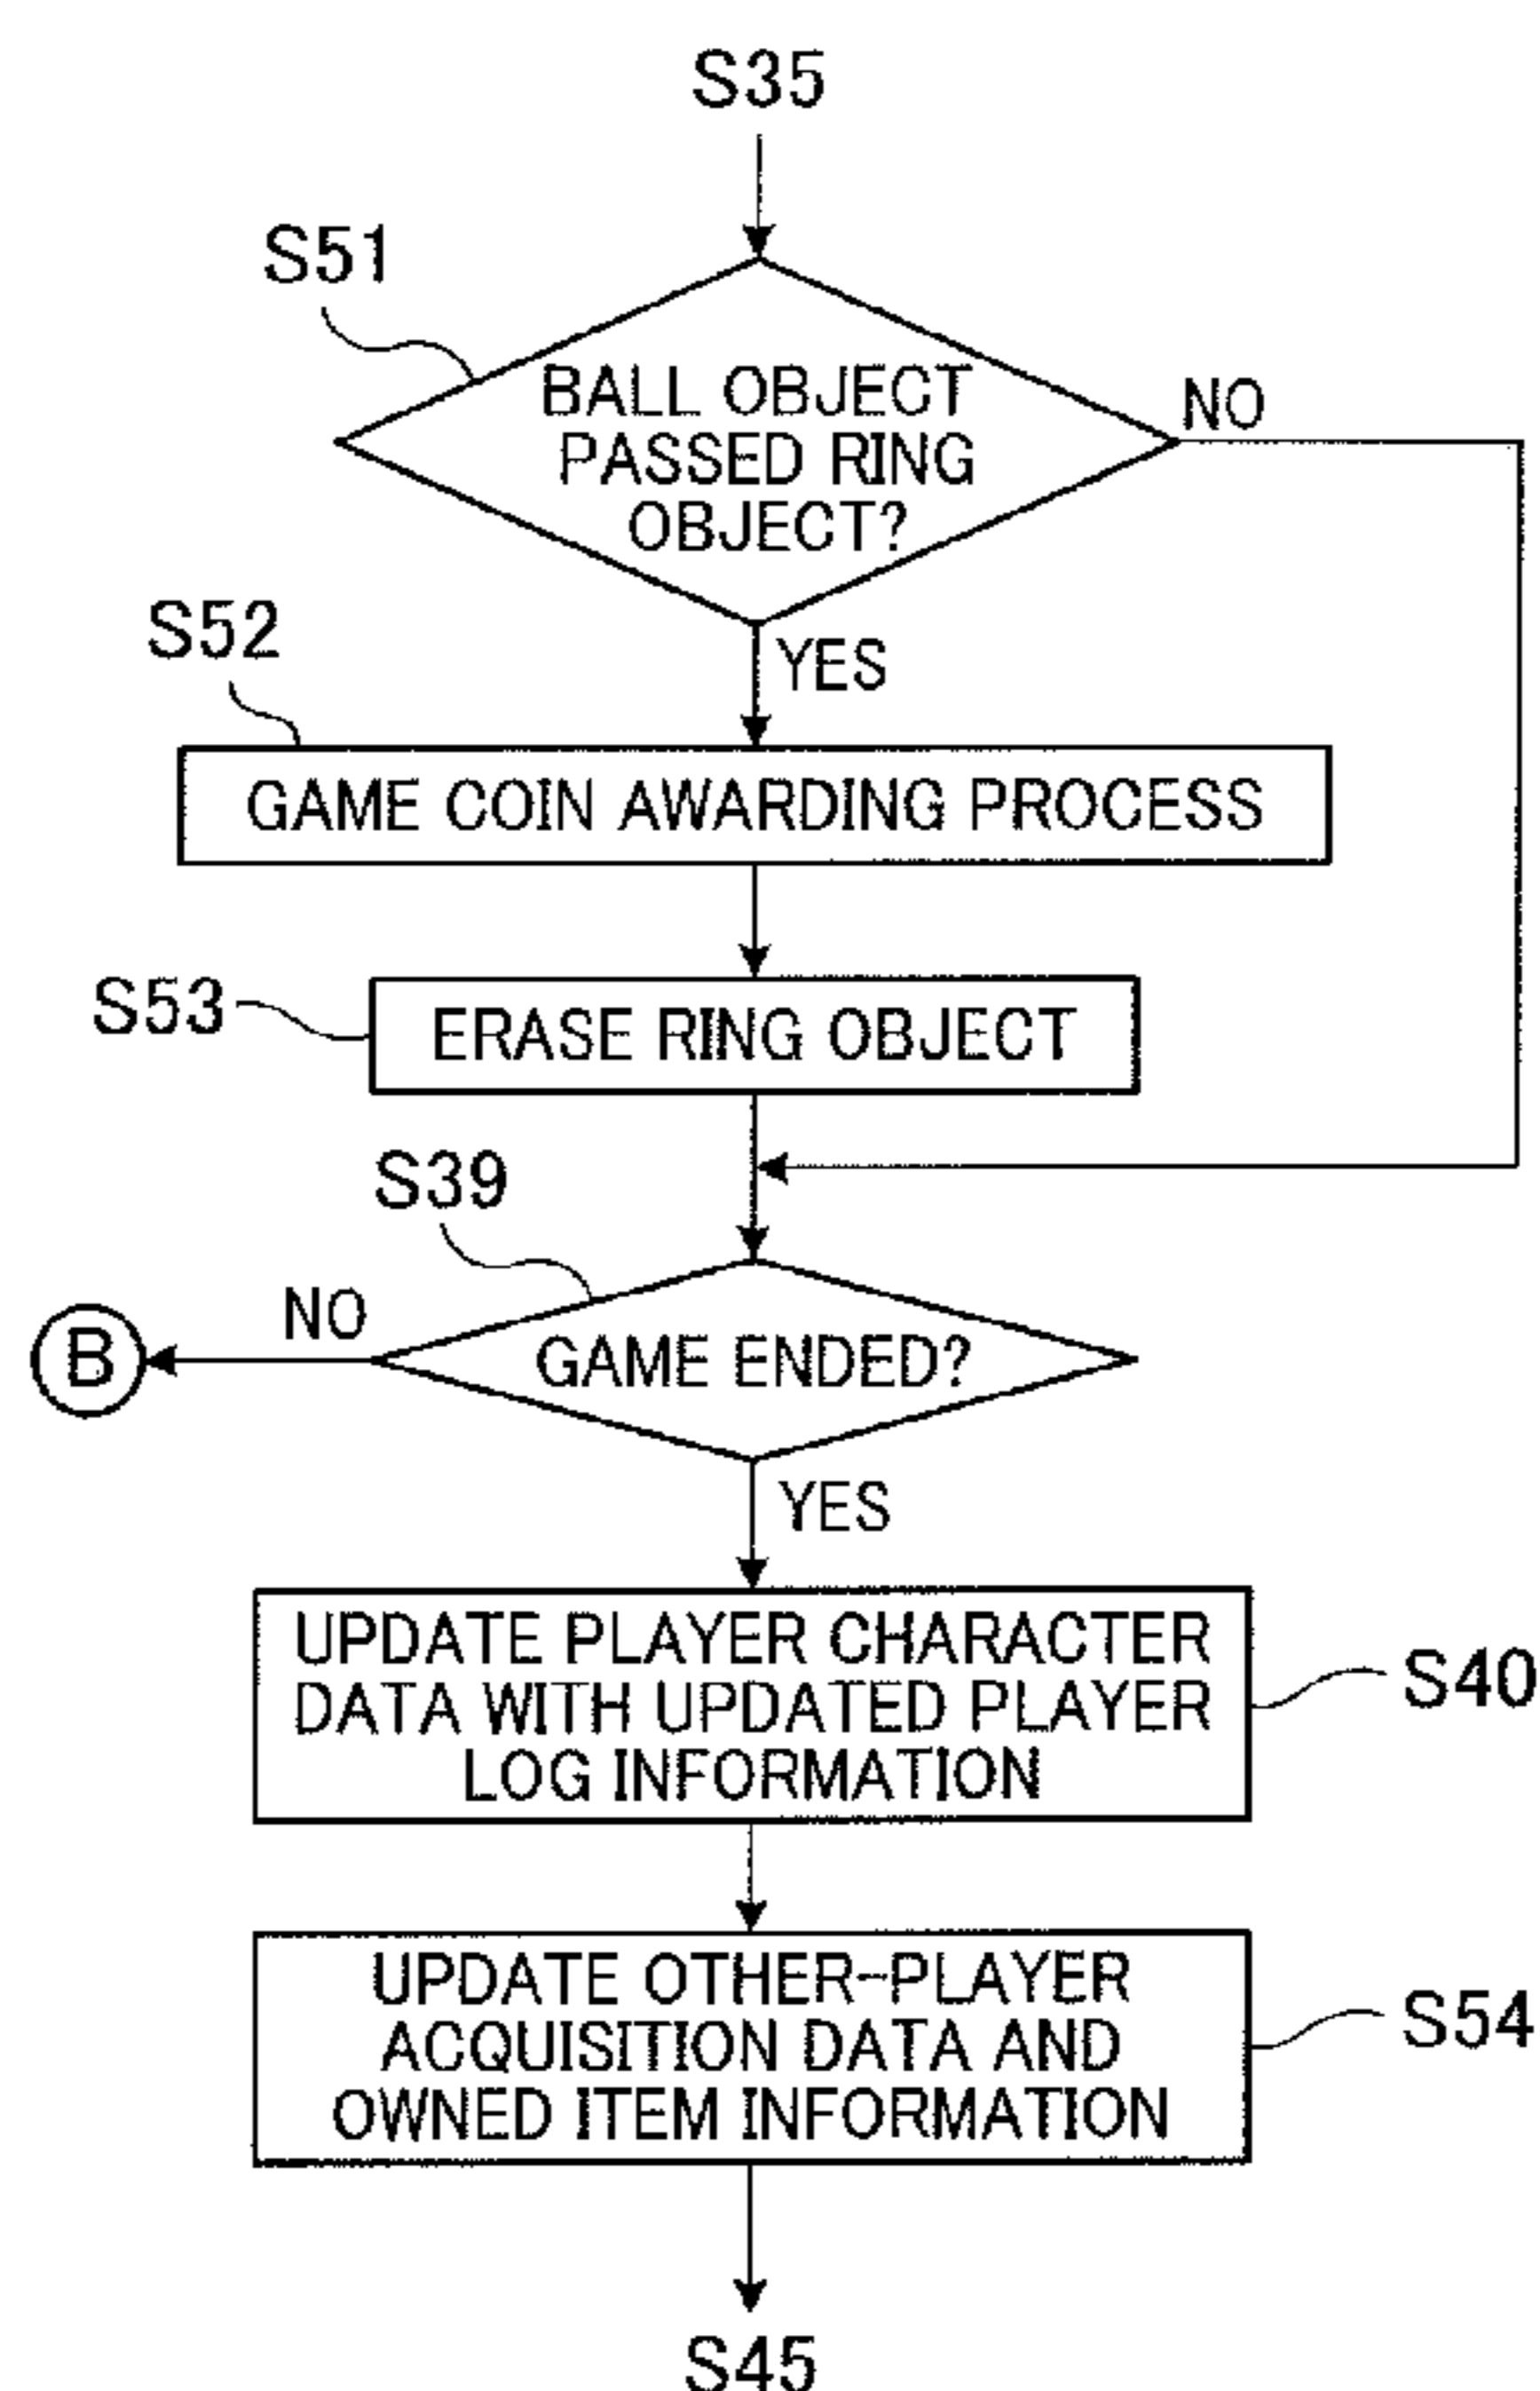 S35
S51
BALL OBJECT
PASSED RING
OBJECT?
NO
YES
S52
GAME COIN AWARDING PROCESS
S53
ERASE RING OBJECT
S39
GAME ENDED?
NO
B
YES
UPDATE PLAYER CHARACTER
DATA WITH UPDATED PLAYER
LOG INFORMATION
S40
UPDATE OTHER-PLAYER
ACQUISITION DATA AND
OWNED ITEM INFORMATION
S54
S45